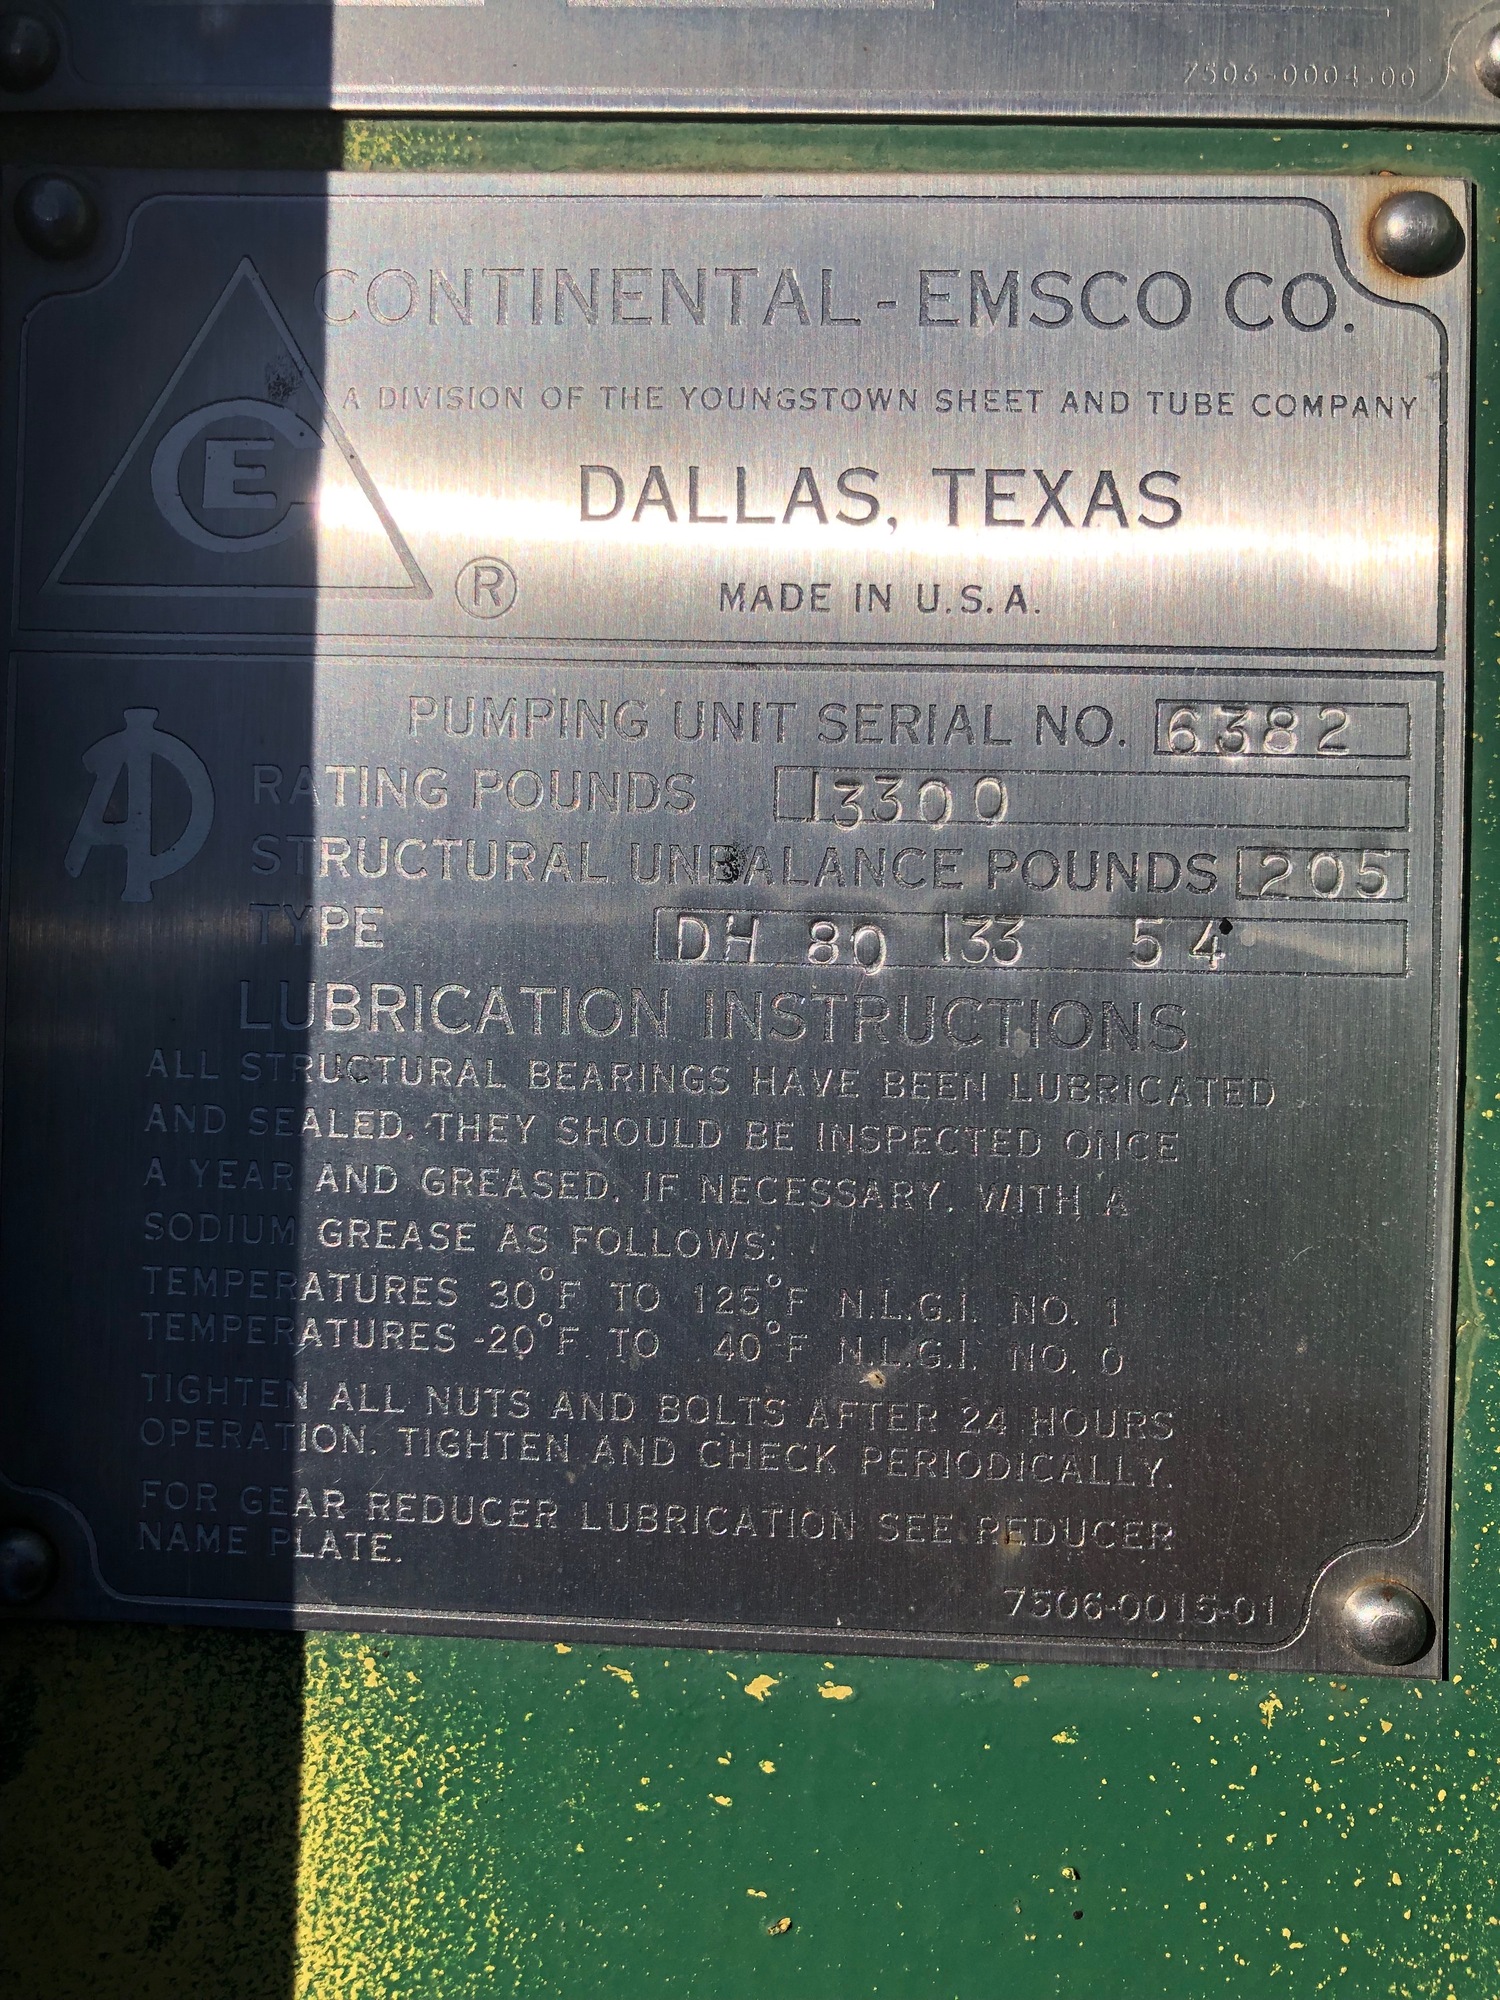 7506-0004-00
CONTINENTAL - EMSCO CO.
A DIVISION OF THE YOUNGSTOWN SHEET AND TUBE COMPANY
CE
DALLAS, TEXAS
®
MADE IN U.S.A.
PUMPING UNIT SERIAL NO. 6382
RATING POUNDS 13300
STRUCTURAL UNBALANCE POUNDS 205
TYPE DH 80 133 54
LUBRICATION INSTRUCTIONS
ALL STRUCTURAL BEARINGS HAVE BEEN LUBRICATED
AND SEALED. THEY SHOULD BE INSPECTED ONCE
A YEAR AND GREASED, IF NECESSARY, WITH A
SODIUM GREASE AS FOLLOWS:
TEMPERATURES 30°F TO 125°F N.L.G.I. NO. 1
TEMPERATURES -20°F TO 40°F N.L.G.I. NO. 0
TIGHTEN ALL NUTS AND BOLTS AFTER 24 HOURS
OPERATION. TIGHTEN AND CHECK PERIODICALLY.
FOR GEAR REDUCER LUBRICATION SEE REDUCER
NAME PLATE.
7506-0015-01